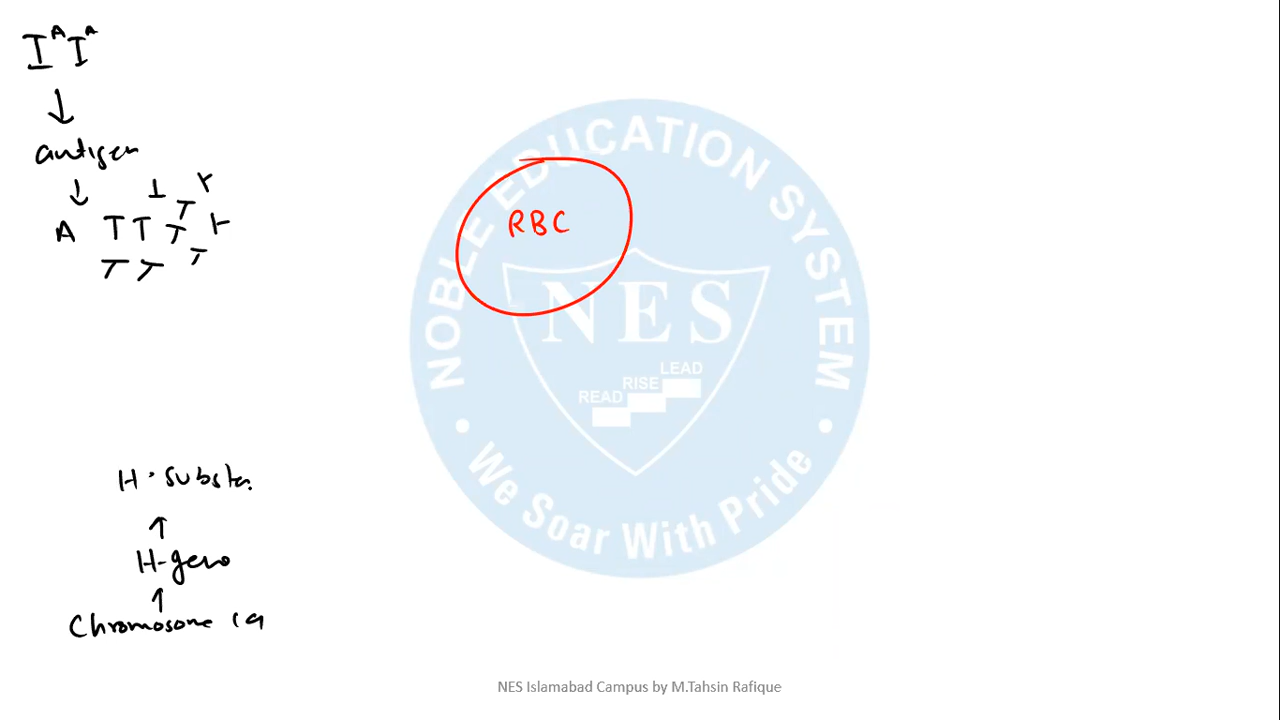 I^A I^A
↓
antigen
↓
A T T T T T T T T
RBC
H. substa.
↑
H-gene
↑
Chromosone 19
NOBLE EDUCATION SYSTEM
NES
LEAD
RISE
READ
• We Soar With Pride •
NES Islamabad Campus by M.Tahsin Rafique